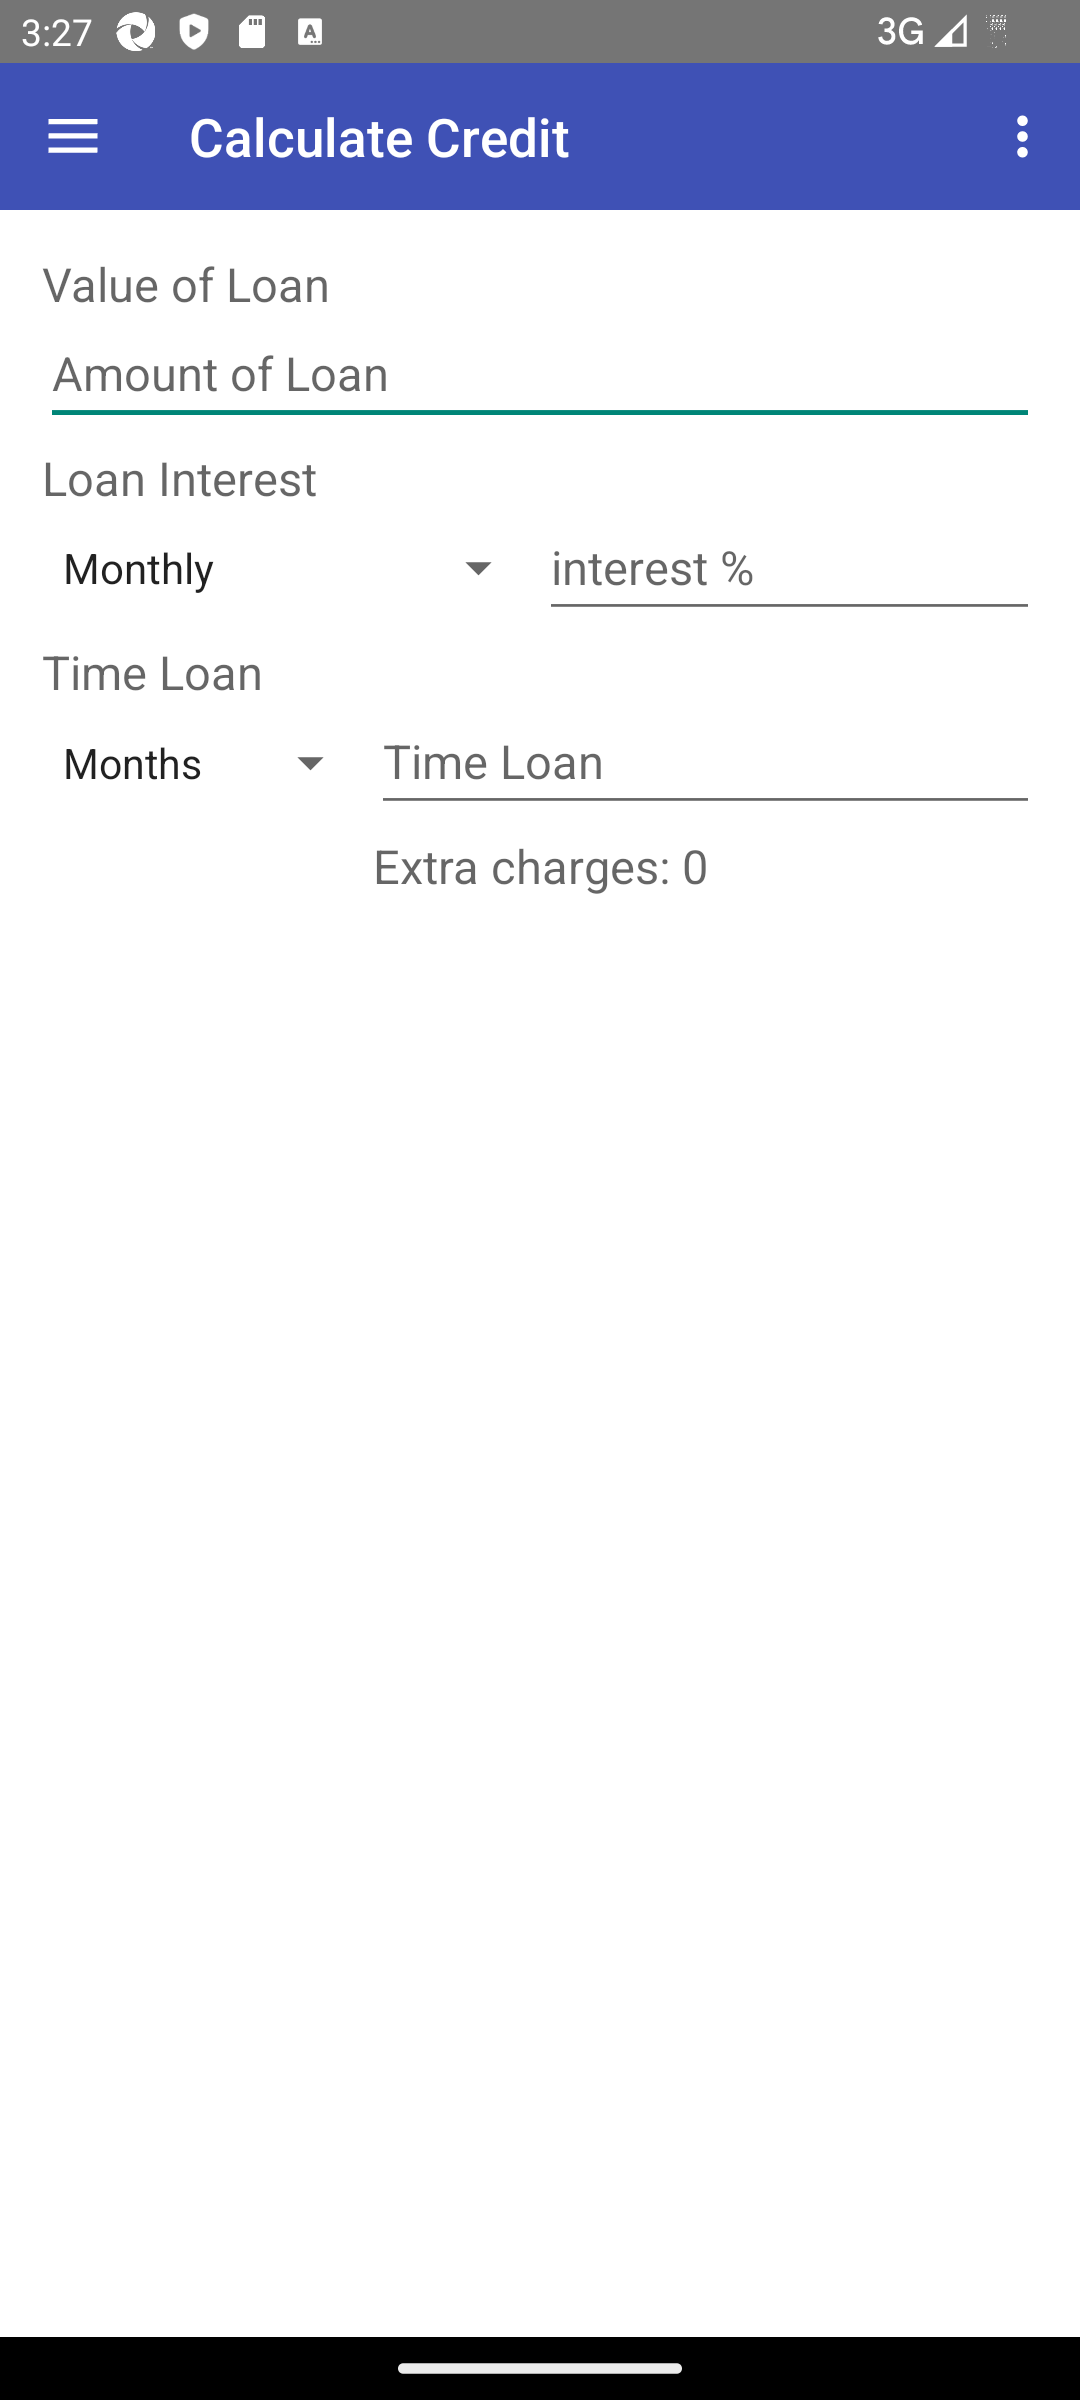 3:27
3G
Calculate Credit
Value of Loan
Amount of Loan
Loan Interest
Monthly
interest %
Time Loan
Months
Time Loan
Extra charges: 0